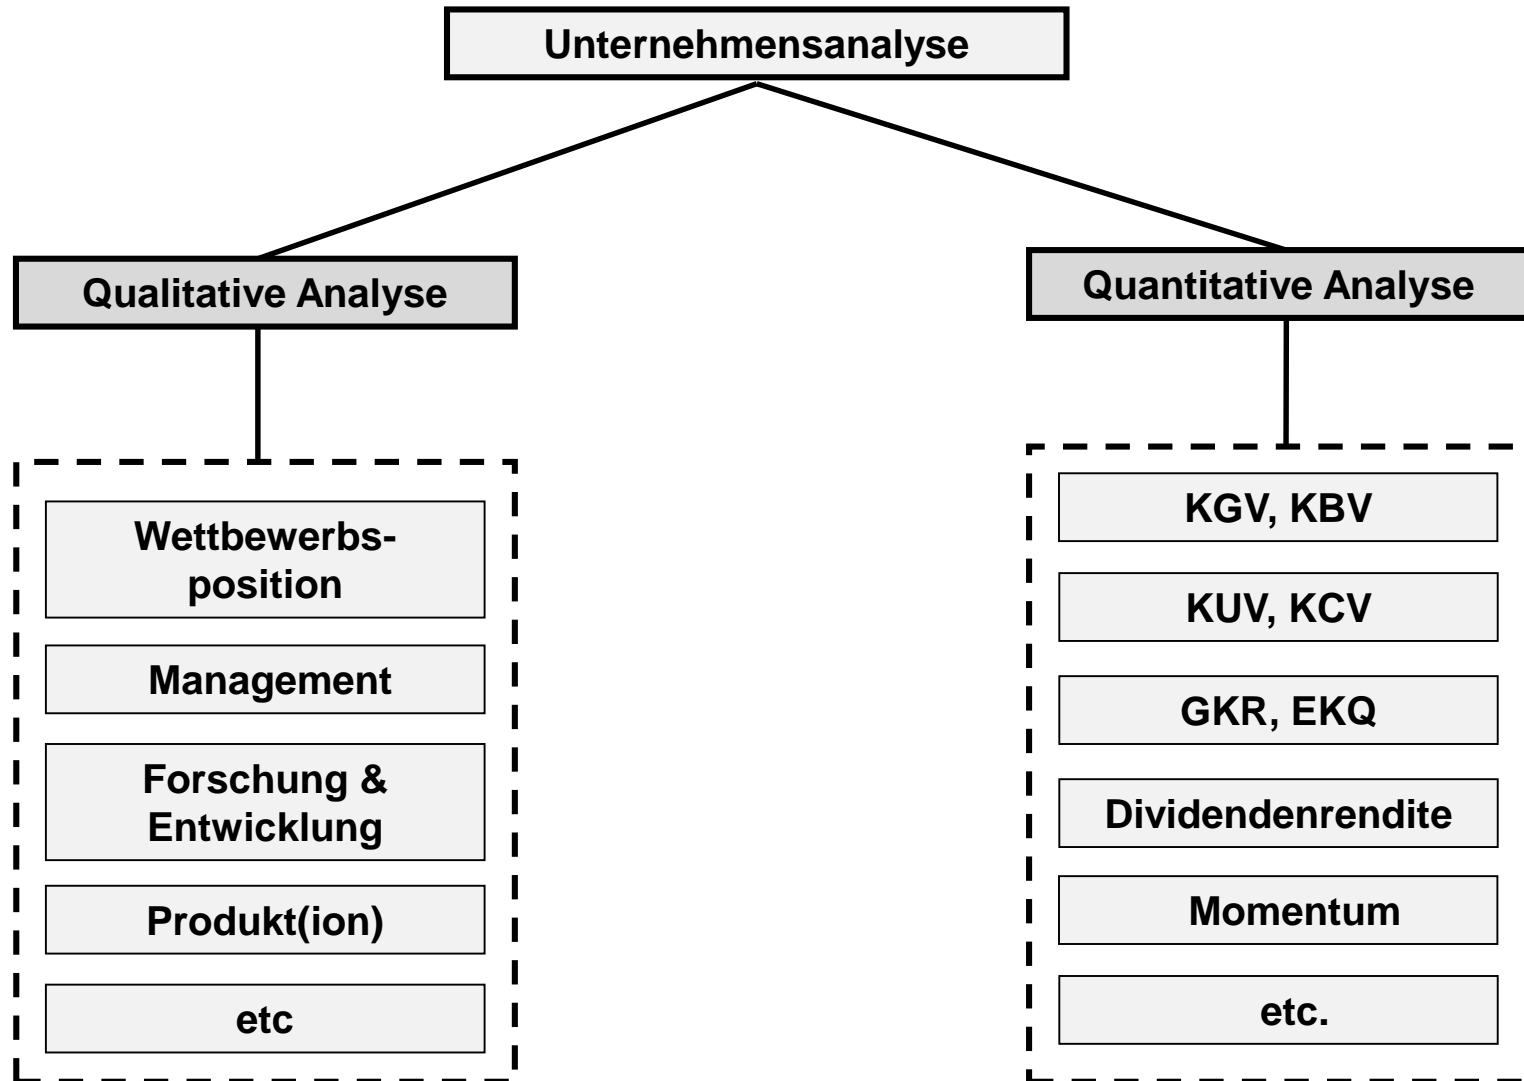 Unternehmensanalyse
Qualitative Analyse
Wettbewerbs-
position
Management
Forschung &
Entwicklung
Produkt(ion)
etc
Quantitative Analyse
KGV, KBV
KUV, KCV
GKR, EKQ
Dividendenrendite
Momentum
etc.